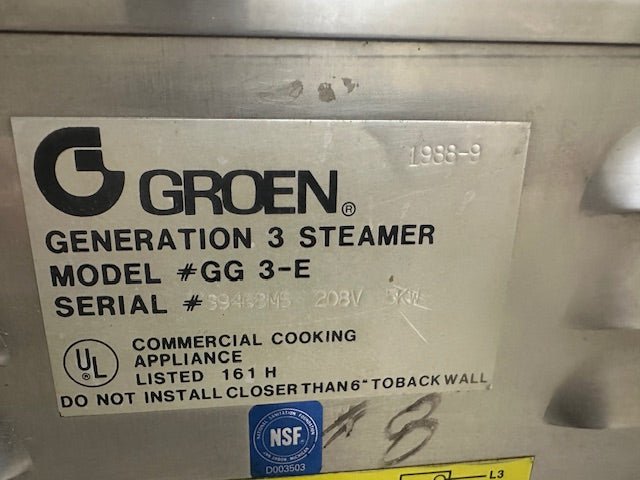 1988-9
GROEN®
GENERATION 3 STEAMER
MODEL #GG 3-E
SERIAL # 208V
UL
COMMERCIAL COOKING
APPLIANCE
LISTED 161 H
DO NOT INSTALL CLOSER THAN 6" TO BACK WALL
NSF
D003503
8
L3